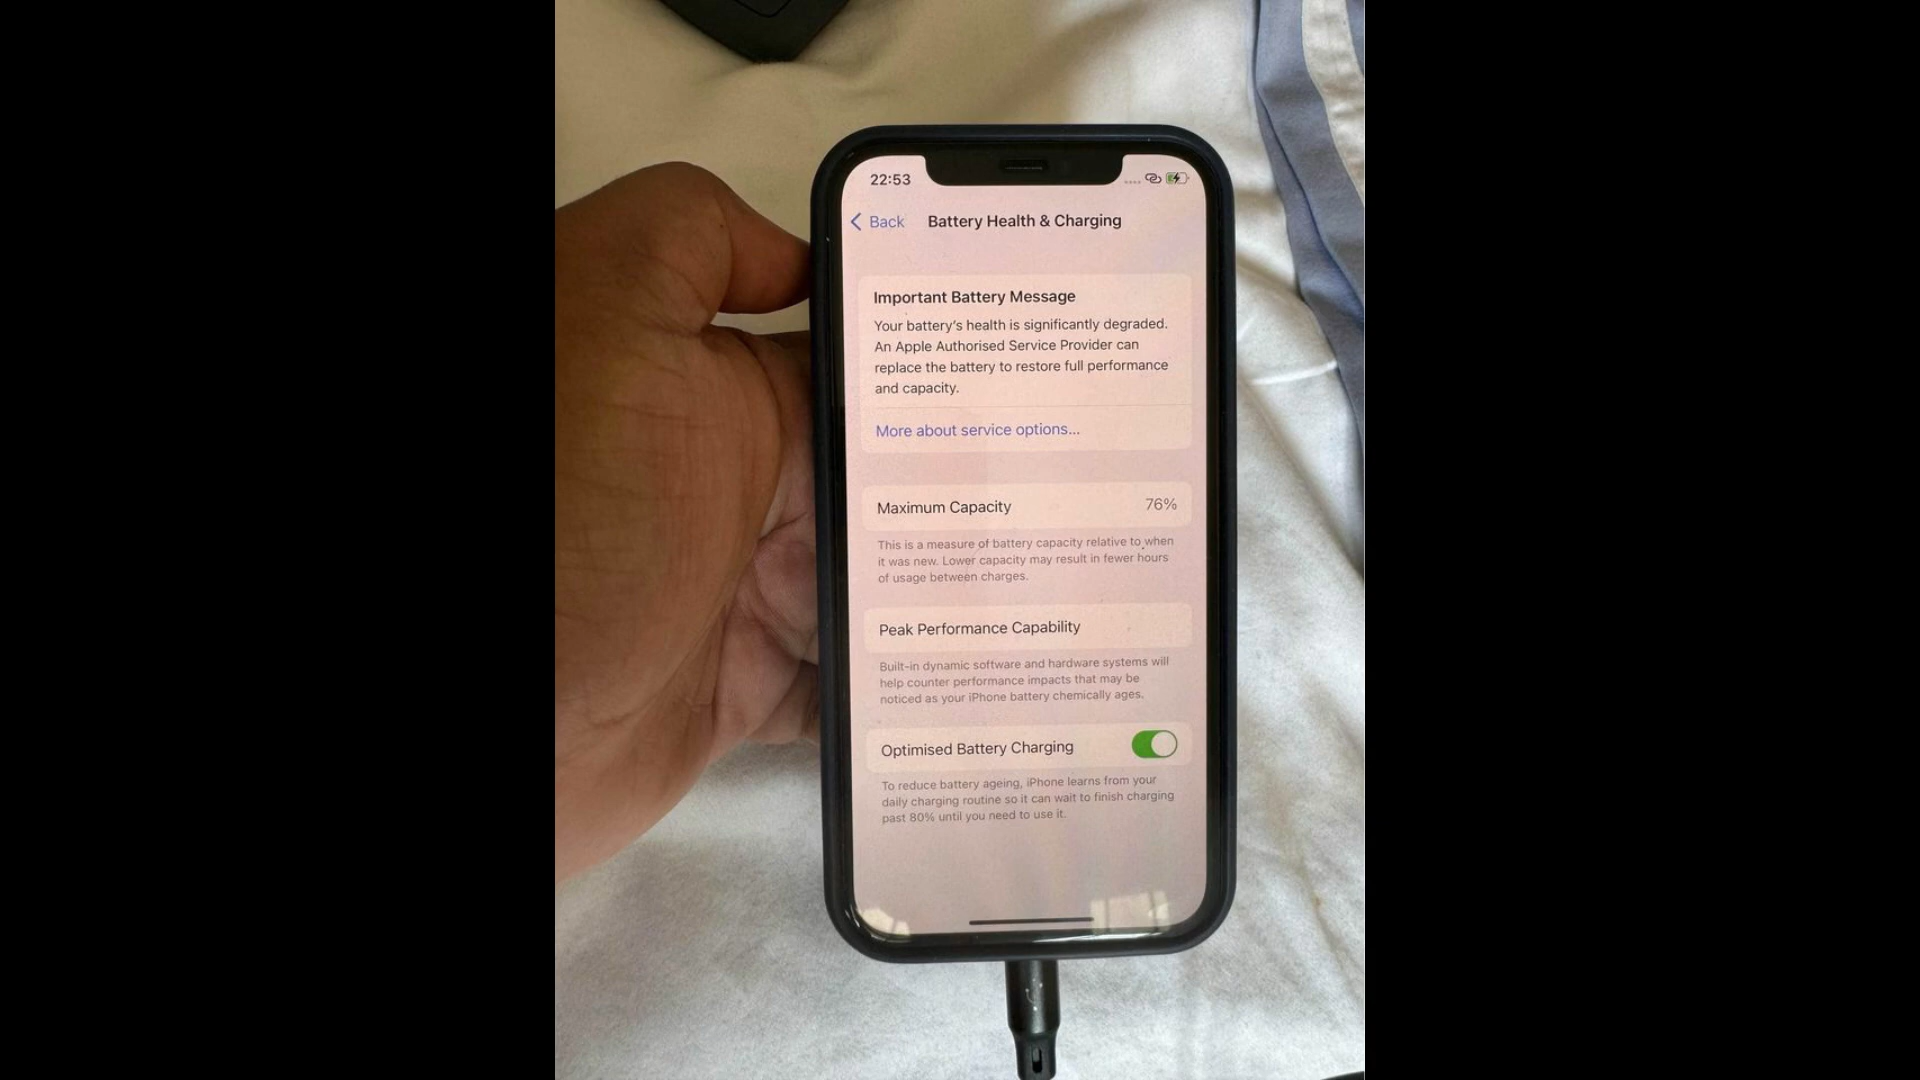 22:53
Back
Battery Health & Charging
Important Battery Message
Your battery's health is significantly degraded.
An Apple Authorised Service Provider can
replace the battery to restore full performance
and capacity.
More about service options...
Maximum Capacity 76%
This is a measure of battery capacity relative to when
it was new. Lower capacity may result in fewer hours
of usage between charges.
Peak Performance Capability
Built-in dynamic software and hardware systems will
help counter performance impacts that may be
noticed as your iPhone battery chemically ages.
Optimised Battery Charging
To reduce battery ageing, iPhone learns from your
daily charging routine so it can wait to finish charging
past 80% until you need to use it.